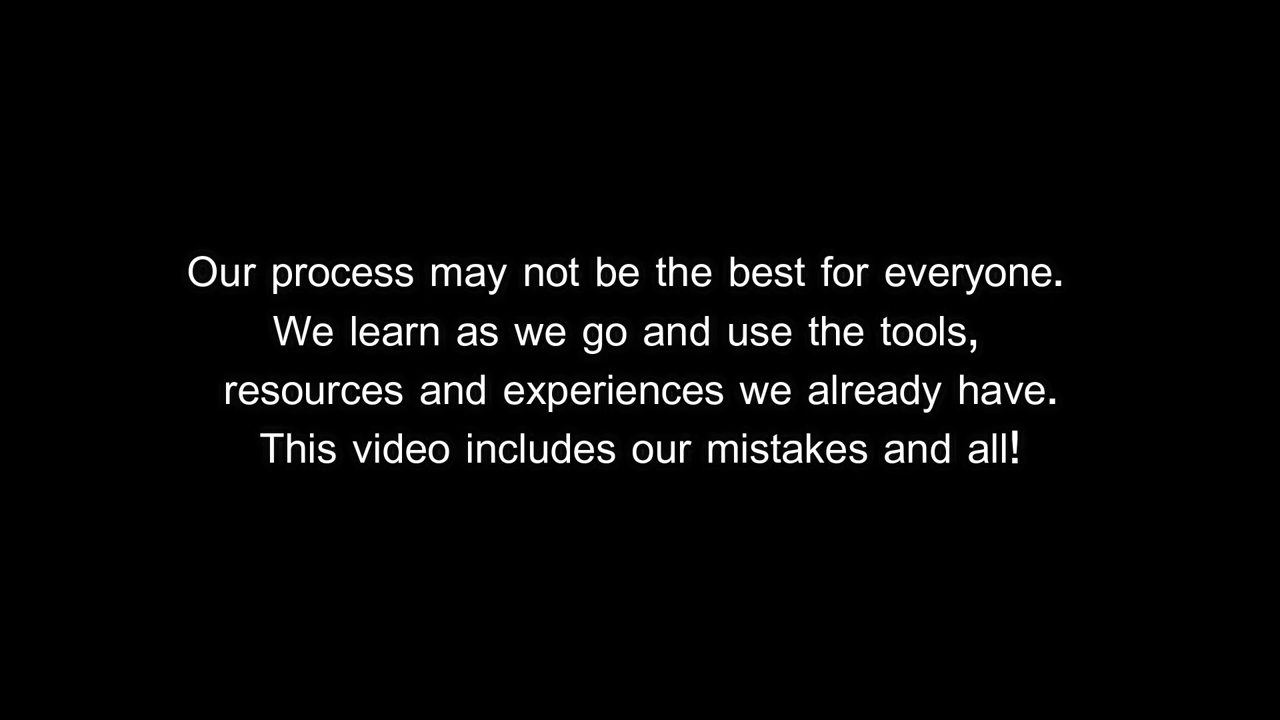 Our process may not be the best for everyone.
We learn as we go and use the tools,
resources and experiences we already have.
This video includes our mistakes and all!